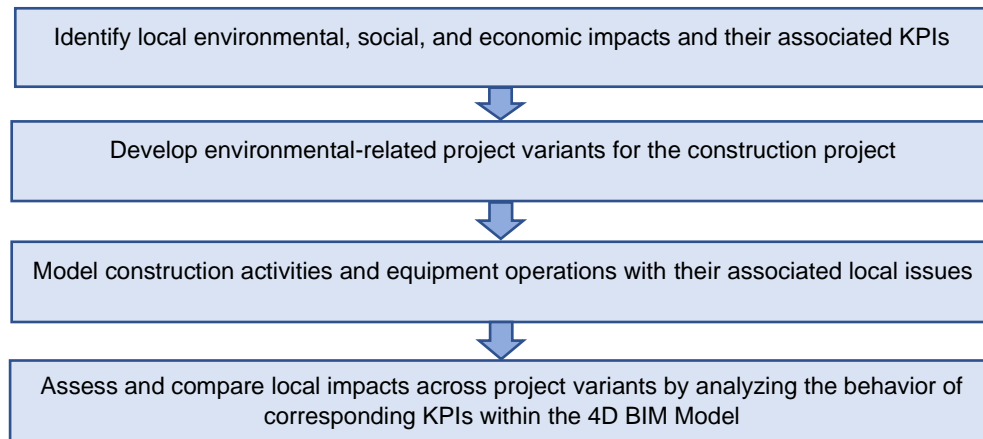 Identify local environmental, social, and economic impacts and their associated KPIs
Develop environmental-related project variants for the construction project
Model construction activities and equipment operations with their associated local issues
Assess and compare local impacts across project variants by analyzing the behavior of
corresponding KPIs within the 4D BIM Model